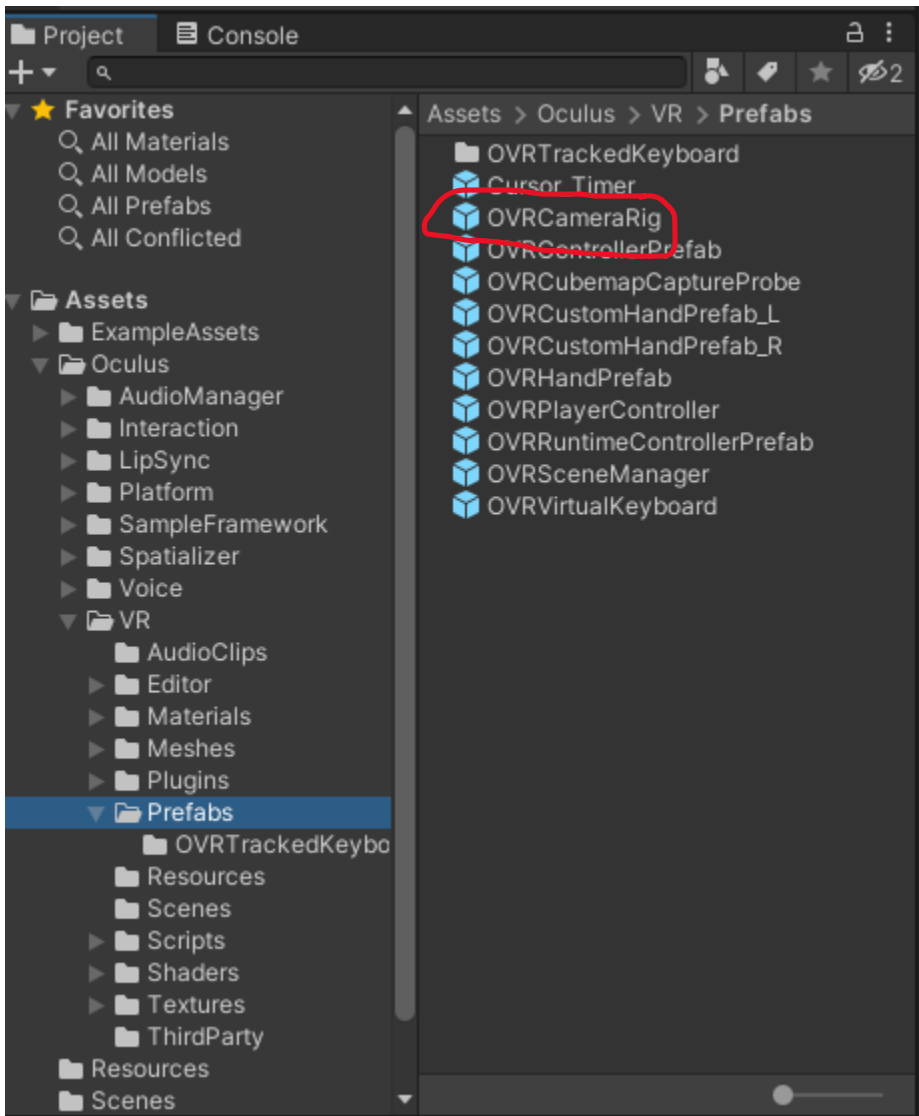 Project
Console
2
Favorites
All Materials
All Models
All Prefabs
All Conflicted
Assets
ExampleAssets
Oculus
AudioManager
Interaction
LipSync
Platform
SampleFramework
Spatializer
Voice
VR
AudioClips
Editor
Materials
Meshes
Plugins
Prefabs
OVRTrackedKeybo
Resources
Scenes
Scripts
Shaders
Textures
ThirdParty
Resources
Scenes
Assets > Oculus > VR > Prefabs
OVRTrackedKeyboard
Cursor_Timer
OVRCameraRig
OVRControllerPrefab
OVRCubemapCaptureProbe
OVRCustomHandPrefab_L
OVRCustomHandPrefab_R
OVRHandPrefab
OVRPlayerController
OVRRuntimeControllerPrefab
OVRSceneManager
OVRVirtualKeyboard